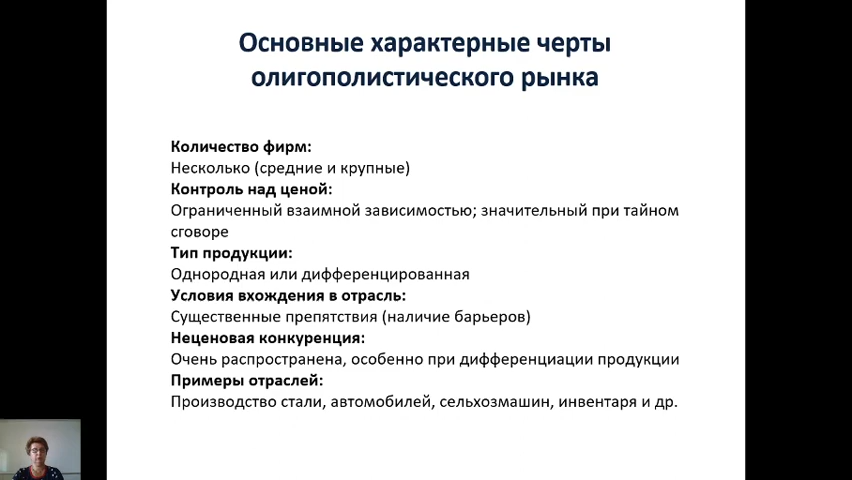 Основные характерные черты
олигополистического рынка
Количество фирм:
Несколько (средние и крупные)
Контроль над ценой:
Ограниченный взаимной зависимостью; значительный при тайном
сговоре
Тип продукции:
Однородная или дифференцированная
Условия вхождения в отрасль:
Существенные препятствия (наличие барьеров)
Неценовая конкуренция:
Очень распространена, особенно при дифференциации продукции
Примеры отраслей:
Производство стали, автомобилей, сельхозмашин, инвентаря и др.